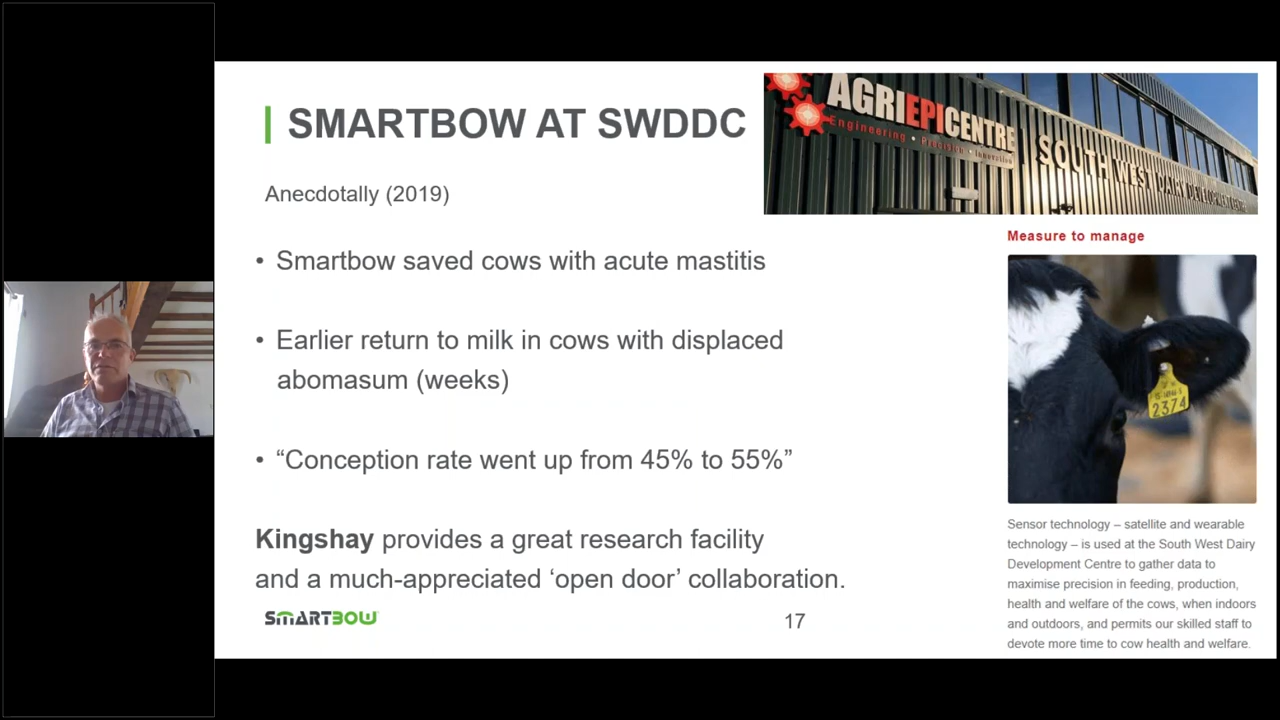 SMARTBOW AT SWDDC
Anecdotally (2019)
• Smartbow saved cows with acute mastitis
• Earlier return to milk in cows with displaced
abomasum (weeks)
• “Conception rate went up from 45% to 55%”
Kingshay provides a great research facility
and a much-appreciated ‘open door’ collaboration.
SMARTBOW
17
AGRIEPICENTRE
Engineering • Precision • Innovation
SOUTH WEST DAIRY DEVELOPMENT CENTRE
Measure to manage
2374
Sensor technology – satellite and wearable
technology – is used at the South West Dairy
Development Centre to gather data to
maximise precision in feeding, production,
health and welfare of the cows, when indoors
and outdoors, and permits our skilled staff to
devote more time to cow health and welfare.